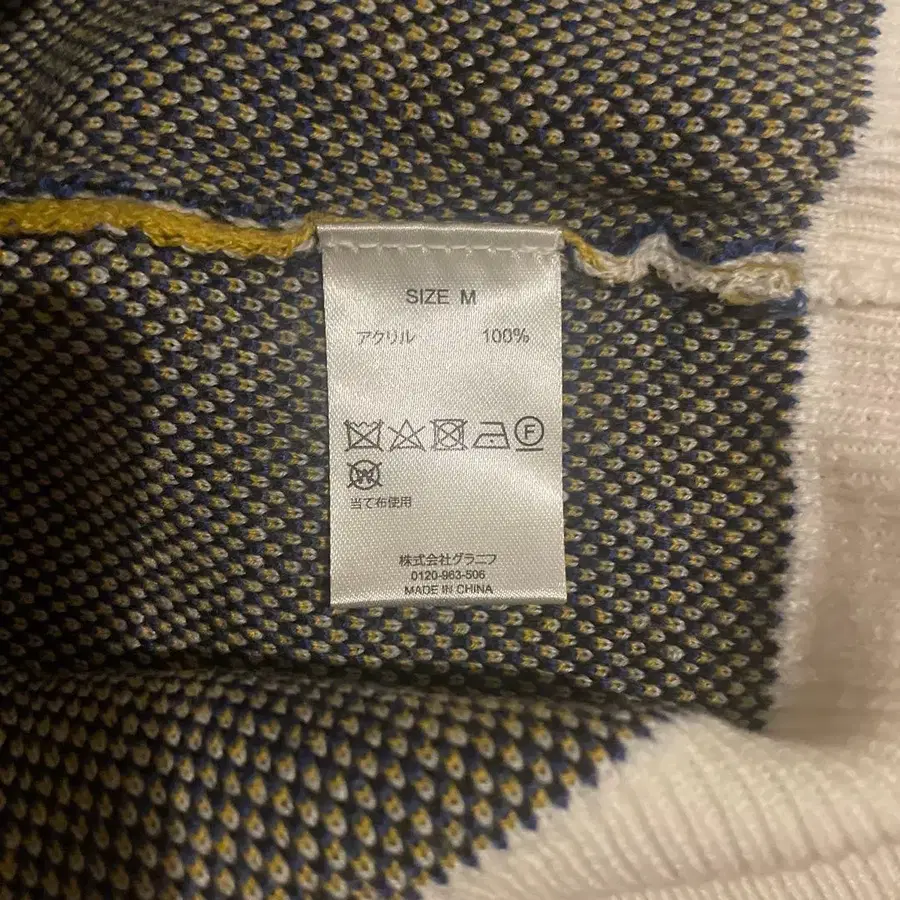 SIZE M
アクリル 100%
F
W
当て布使用
株式会社グラニフ
0120-963-506
MADE IN CHINA